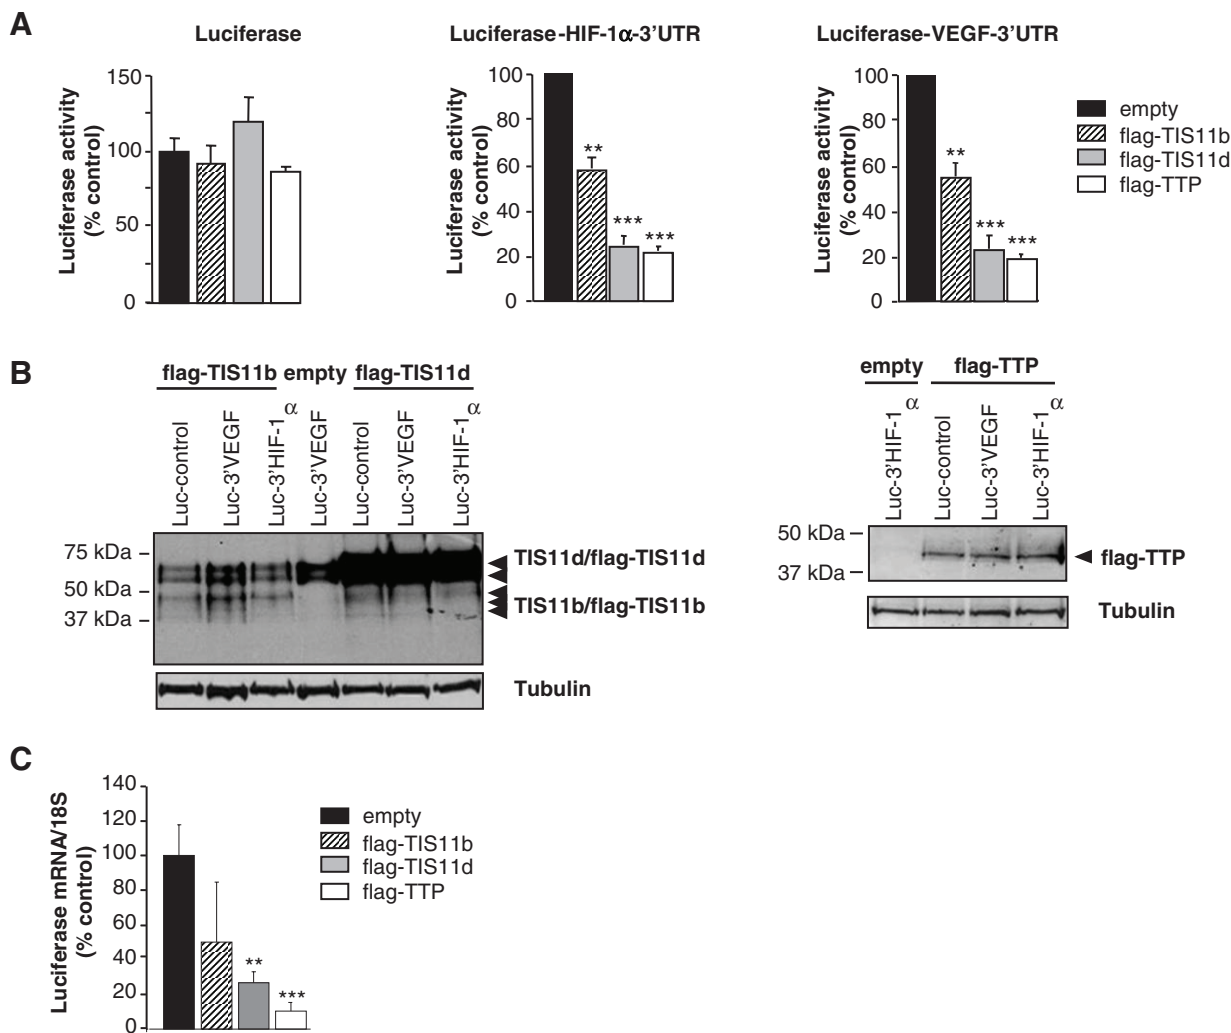 A
Luciferase
Luciferase activity
(% control)
150
100
50
0
Luciferase-HIF-1α-3'UTR
Luciferase activity
(% control)
100
80
60
40
20
0
**
***
***
Luciferase-VEGF-3'UTR
Luciferase activity
(% control)
100
80
60
40
20
0
**
***
***
empty
flag-TIS11b
flag-TIS11d
flag-TTP
B
flag-TIS11b empty flag-TIS11d
Luc-control
Luc-3'VEGF
Luc-3'HIF-1α
Luc-3'VEGF
Luc-control
Luc-3'VEGF
Luc-3'HIF-1α
75 kDa
50 kDa
37 kDa
TIS11d/flag-TIS11d
TIS11b/flag-TIS11b
Tubulin
empty flag-TTP
Luc-3'HIF-1α
Luc-control
Luc-3'VEGF
Luc-3'HIF-1α
50 kDa
37 kDa
flag-TTP
Tubulin
C
Luciferase mRNA/18S
(% control)
140
120
100
80
60
40
20
0
**
***
empty
flag-TIS11b
flag-TIS11d
flag-TTP